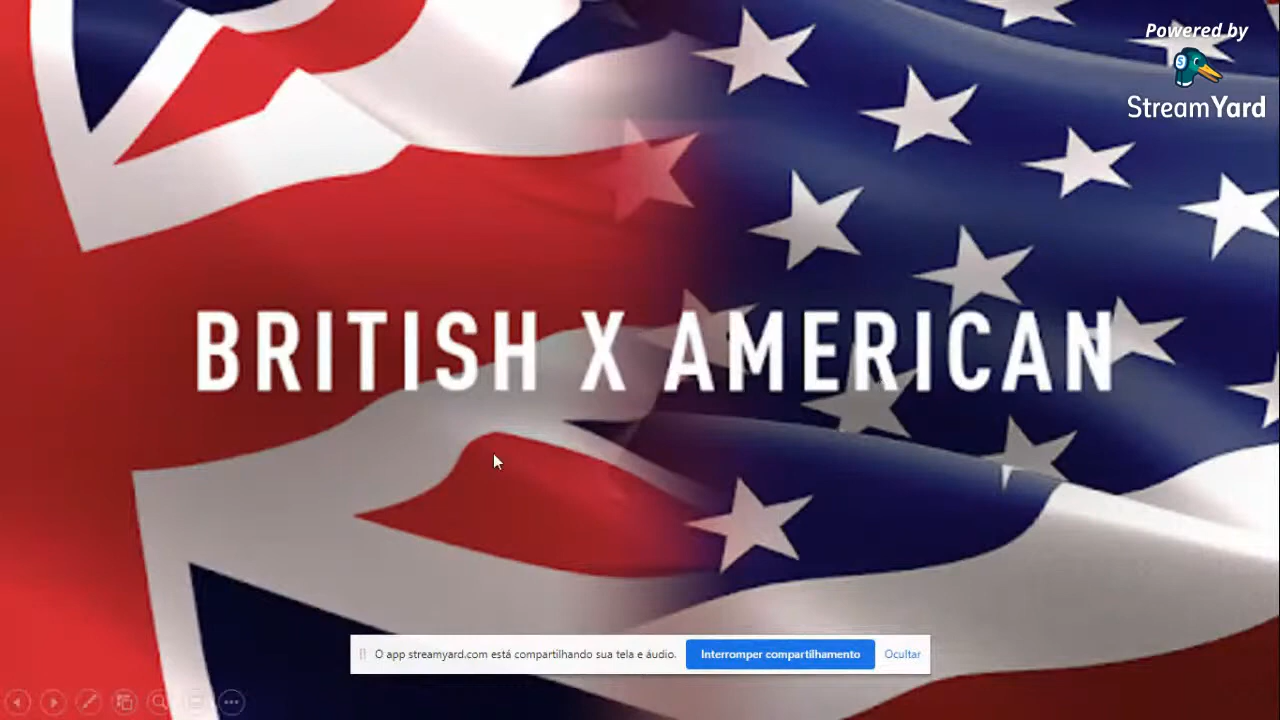 Powered by
StreamYard
BRITISH X AMERICAN
O app streamyard.com está compartilhando sua tela e áudio. Interromper compartilhamento Ocultar